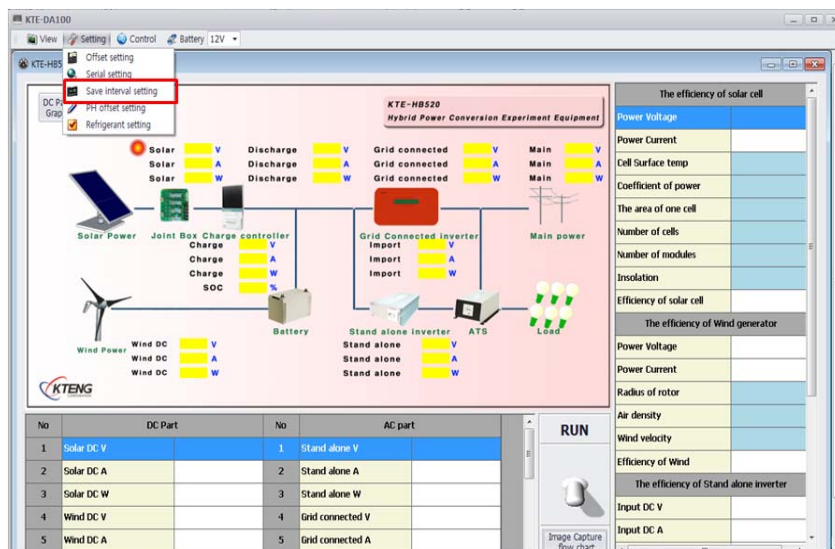 KTE-DA100
View Setting Control Battery 12V
Offset setting
Serial setting
Save interval setting
PH offset setting
Refrigerant setting
KTE-HB5
DC Pa
Grap
KTE-HB520
Hybrid Power Conversion Experiment Equipment
Solar V Discharge V Grid connected V Main V
Solar A Discharge A Grid connected A Main A
Solar W Discharge W Grid connected W Main W
Solar Power Joint Box Charge controller Grid Connected inverter Main power
Charge V Import V
Charge A Import A
Charge W Import W
SOC %
Battery Stand alone inverter ATS Load
Wind Power
Wind DC V Stand alone V
Wind DC A Stand alone A
Wind DC W Stand alone W
KTENG
The efficiency of solar cell
Power Voltage
Power Current
Cell Surface temp
Coefficient of power
The area of one cell
Number of cells
Number of modules
Insolation
Efficiency of solar cell
The efficiency of Wind generator
Power Voltage
Power Current
Radius of rotor
Air density
Wind velocity
Efficiency of Wind
The efficiency of Stand alone inverter
Input DC V
Input DC A
No DC Part No AC part
1 Solar DC V 1 Stand alone V
2 Solar DC A 2 Stand alone A
3 Solar DC W 3 Stand alone W
4 Wind DC V 4 Grid connected V
5 Wind DC A 5 Grid connected A
RUN
Image Capture
flow chart